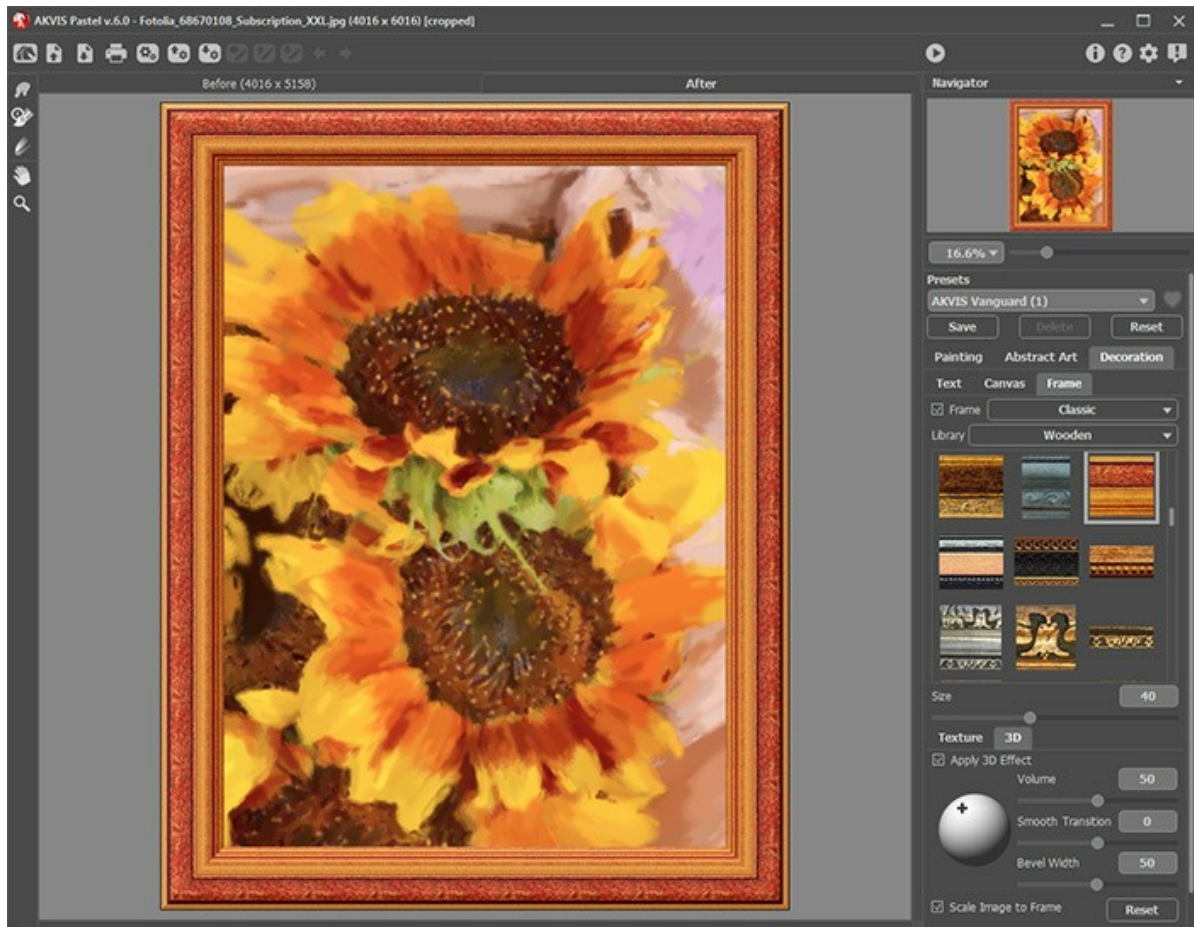 AKVIS Pastel v.6.0 - Fotolia_68670108_Subscription_XXL.jpg (4016 x 6016) [cropped]
Before (4016 x 5158)
After
Navigator
16.6%
Presets
AKVIS Vanguard (1)
Save Delete Reset
Painting Abstract Art Decoration
Text Canvas Frame
Frame Classic
Library Wooden
Size 40
Texture 3D
Apply 3D Effect
Volume 50
Smooth Transition 0
Bevel Width 50
Scale Image to Frame Reset